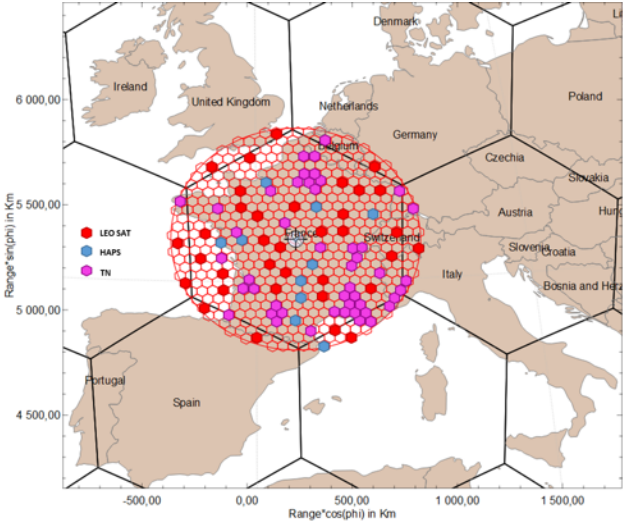 Denmark
Li
Ireland
6 000,00
United Kingdom
Netherlands
Poland
Germany
Belgium
Czechia
Slovakia
5 500,00
Austria
Hung
LEO SAT
France
Switzerland
HAPS
Slovenia
Croatia
TN
Italy
Bosnia and Herz
5 000,00
Portugal
Spain
4 500,00
-500,00 0,00 500,00 1 000,00 1 500,00
Range*cos(phi) in Km
Range*sin(phi) in Km